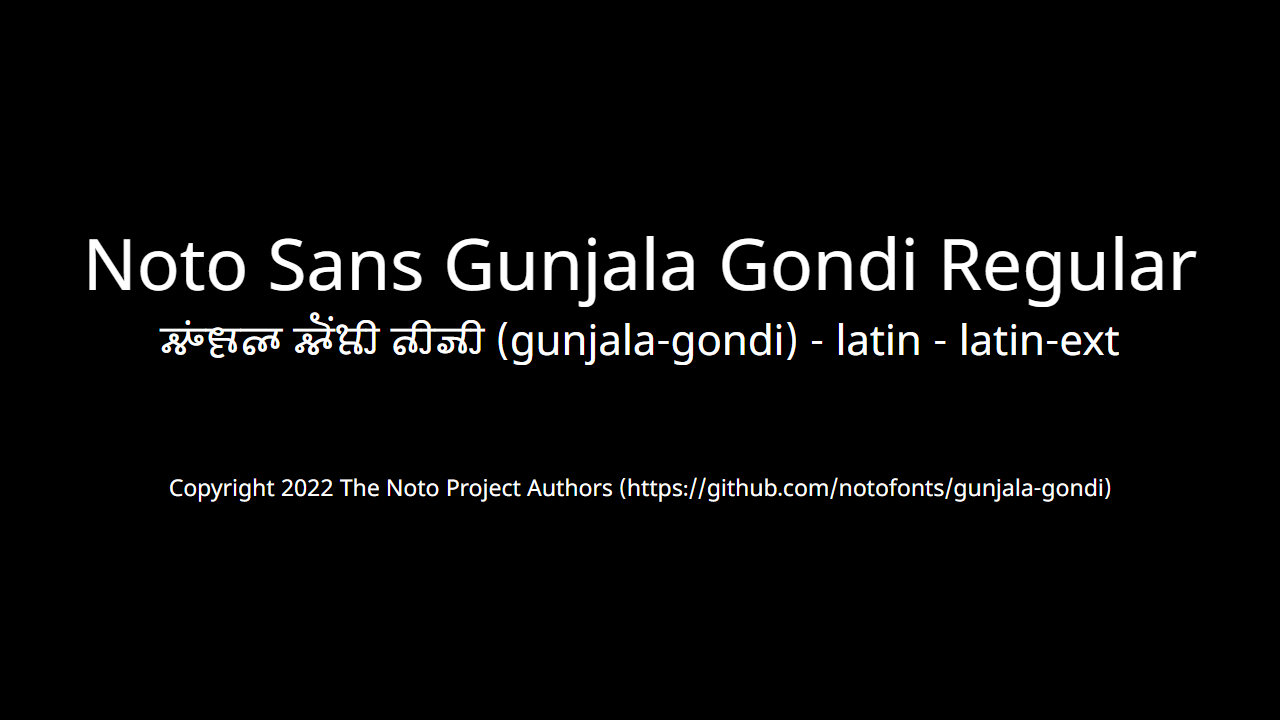 Noto Sans Gunjala Gondi Regular
(gunjala-gondi) - latin - latin-ext
Copyright 2022 The Noto Project Authors (https://github.com/notofonts/gunjala-gondi)